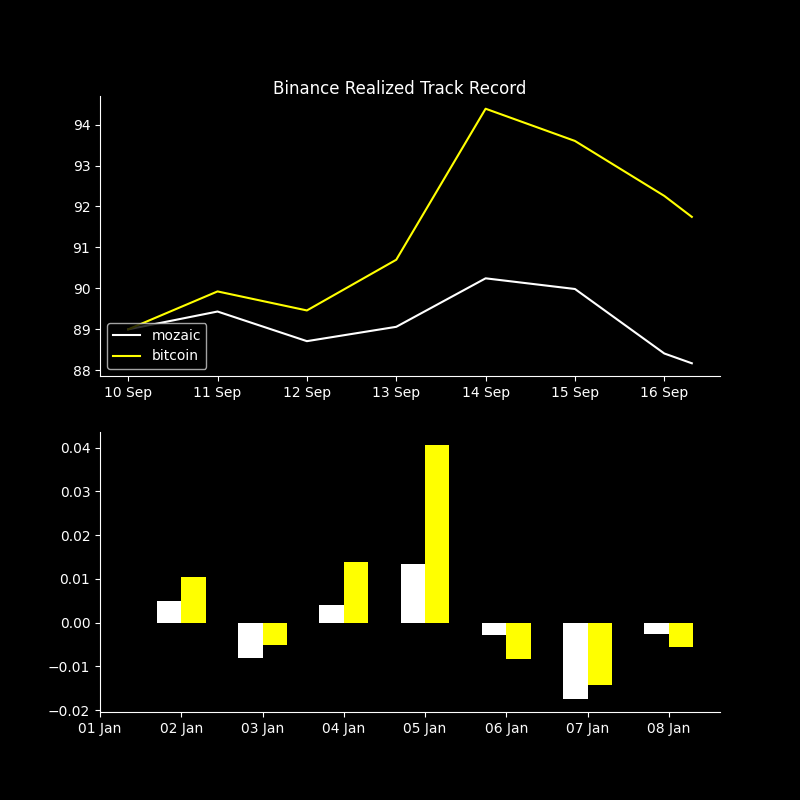 Binance Realized Track Record
94
93
92
91
90
89
88
mozaic
bitcoin
10 Sep 11 Sep 12 Sep 13 Sep 14 Sep 15 Sep 16 Sep
0.04
0.03
0.02
0.01
0.00
−0.01
−0.02
01 Jan 02 Jan 03 Jan 04 Jan 05 Jan 06 Jan 07 Jan 08 Jan